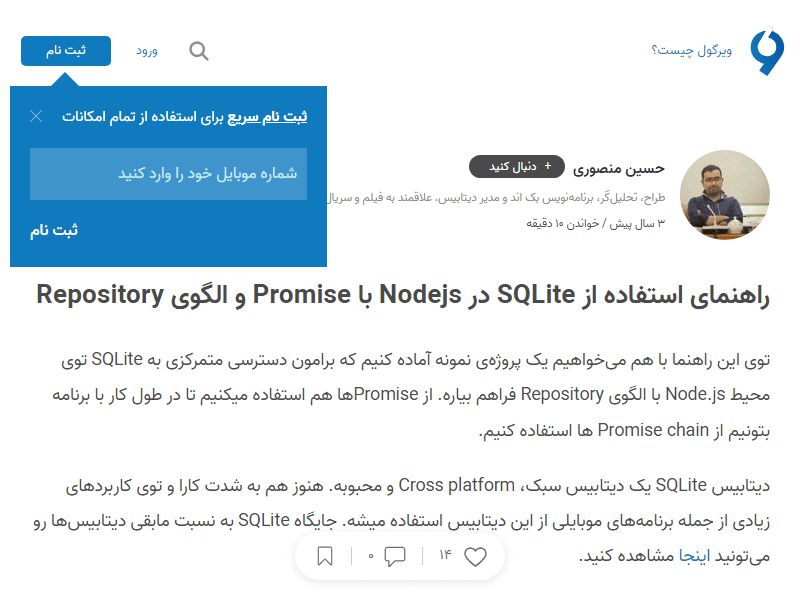 ویرگول چیست؟
ورود
ثبت نام
ثبت نام سریع برای استفاده از تمام امکانات
شماره موبایل خود را وارد کنید
ثبت نام
حسین منصوری
+ دنبال کنید
طراح، تحلیل‌گر، برنامه‌نویس بک اند و مدیر دیتابیس. علاقمند به فیلم و سریال
۳ سال پیش / خواندن ۱۰ دقیقه
راهنمای استفاده از SQLite در Nodejs با Promise و الگوی Repository
توی این راهنما با هم می‌خواهیم یک پروژه‌ی نمونه آماده کنیم که برامون دسترسی متمرکزی به SQLite توی
محیط Node.js با الگوی Repository فراهم بیاره. از Promiseها هم استفاده میکنیم تا در طول کار با برنامه
بتونیم از Promise chain ها استفاده کنیم.
دیتابیس SQLite یک دیتابیس سبک، Cross platform و محبوبه. هنوز هم به شدت کارا و توی کاربردهای
زیادی از جمله برنامه‌های موبایلی از این دیتابیس استفاده میشه. جایگاه SQLite به نسبت مابقی دیتابیس‌ها رو
می‌تونید اینجا مشاهده کنید.
۱۴
۰